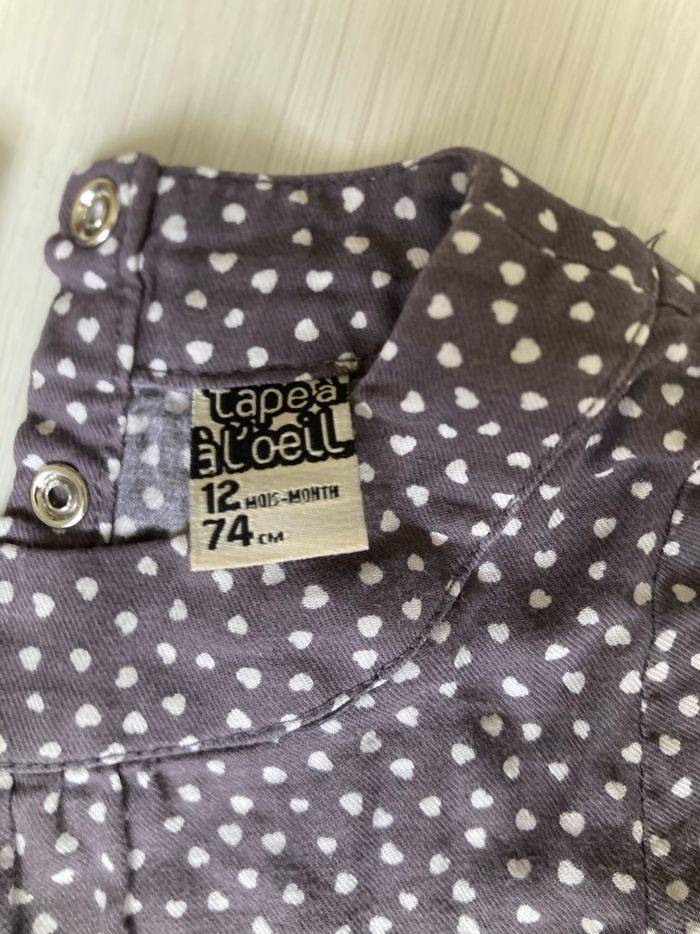 tape à
à l'oeil
12 MOIS-MONTH
74 CM